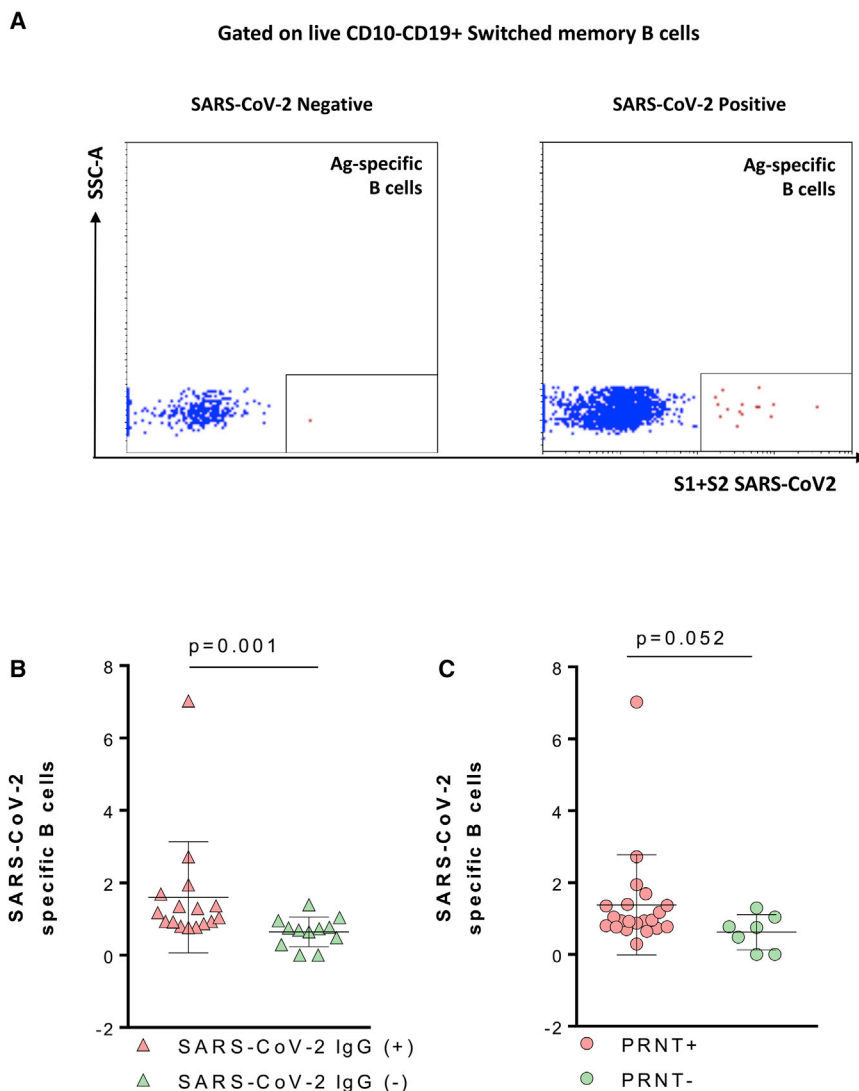 A
Gated on live CD10-CD19+ Switched memory B cells
SARS-CoV-2 Negative
SARS-CoV-2 Positive
SSC-A
Ag-specific
B cells
Ag-specific
B cells
S1+S2 SARS-CoV2
B
p=0.001
SARS-CoV-2
specific B cells
8
6
4
2
0
-2
SARS-CoV-2 IgG (+)
SARS-CoV-2 IgG (-)
C
p=0.052
SARS-CoV-2
specific B cells
8
6
4
2
0
-2
PRNT+
PRNT-